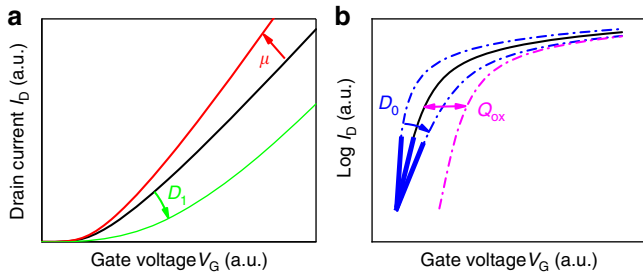 a
Drain current I_D (a.u.)
μ
D_1
Gate voltage V_G (a.u.)
b
Log I_D (a.u.)
D_0
Q_ox
Gate voltage V_G (a.u.)